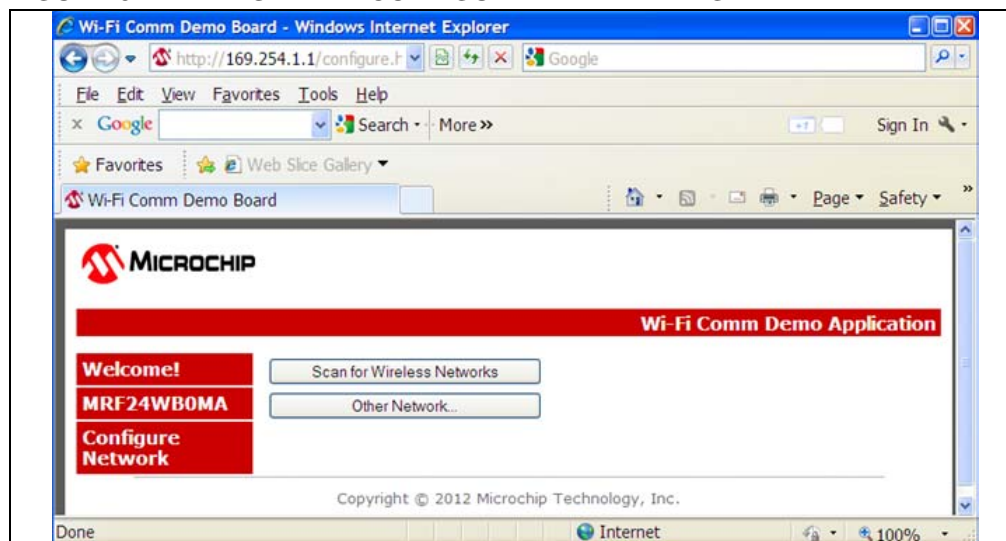 Wi-Fi Comm Demo Board - Windows Internet Explorer
http://169.254.1.1/configure.h Google
File Edit View Favorites Tools Help
x Google Search More » Sign In
Favorites Web Slice Gallery
Wi-Fi Comm Demo Board Page Safety »
MICROCHIP
Wi-Fi Comm Demo Application
Welcome!
Scan for Wireless Networks
MRF24WB0MA
Other Network...
Configure
Network
Copyright © 2012 Microchip Technology, Inc.
Done Internet 100%